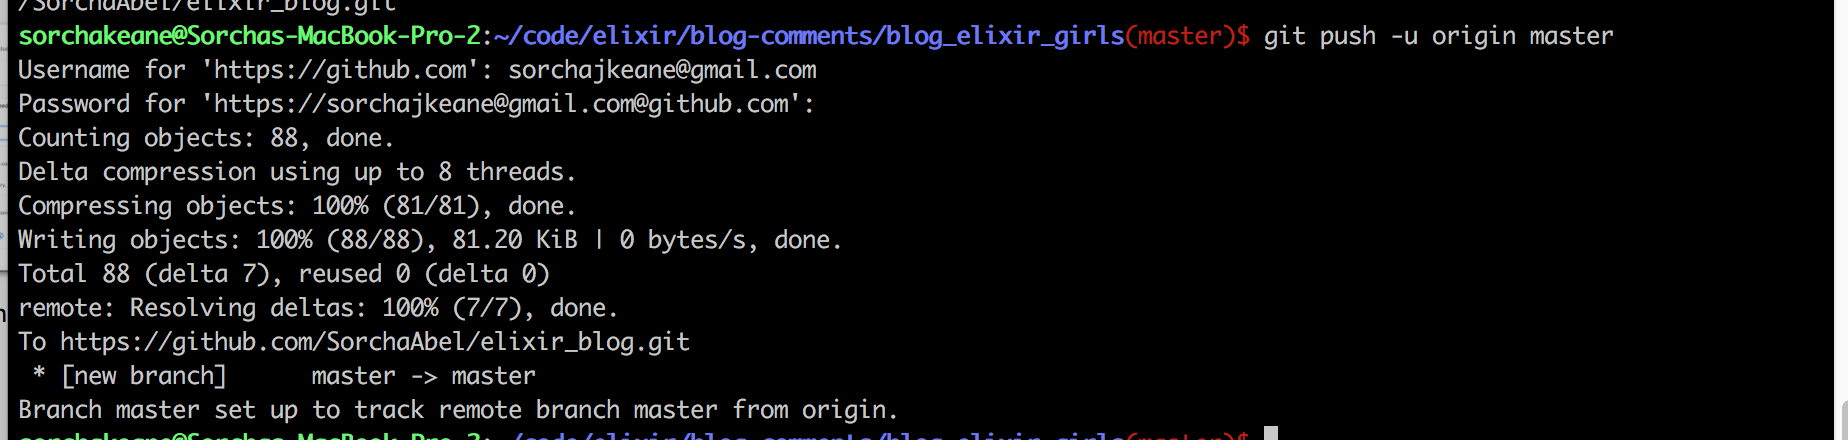 /SorchaAbel/elixir_blog.git
sorchakeane@Sorchas-MacBook-Pro-2:~/code/elixir/blog-comments/blog_elixir_girls(master)$ git push -u origin master
Username for 'https://github.com': sorchajkeane@gmail.com
Password for 'https://sorchajkeane@gmail.com@github.com':
Counting objects: 88, done.
Delta compression using up to 8 threads.
Compressing objects: 100% (81/81), done.
Writing objects: 100% (88/88), 81.20 KiB | 0 bytes/s, done.
Total 88 (delta 7), reused 0 (delta 0)
remote: Resolving deltas: 100% (7/7), done.
To https://github.com/SorchaAbel/elixir_blog.git
 * [new branch]      master -> master
Branch master set up to track remote branch master from origin.
sorchakeane@Sorchas-MacBook-Pro-2:~/code/elixir/blog-comments/blog_elixir_girls(master)$